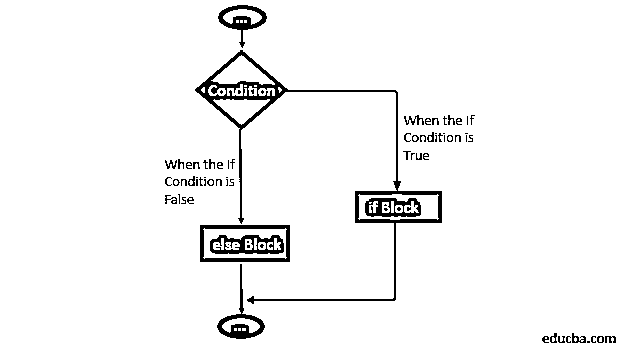 ...
Condition
When the If
Condition is
True
When the If
Condition is
False
if Block
else Block
...
educba.com